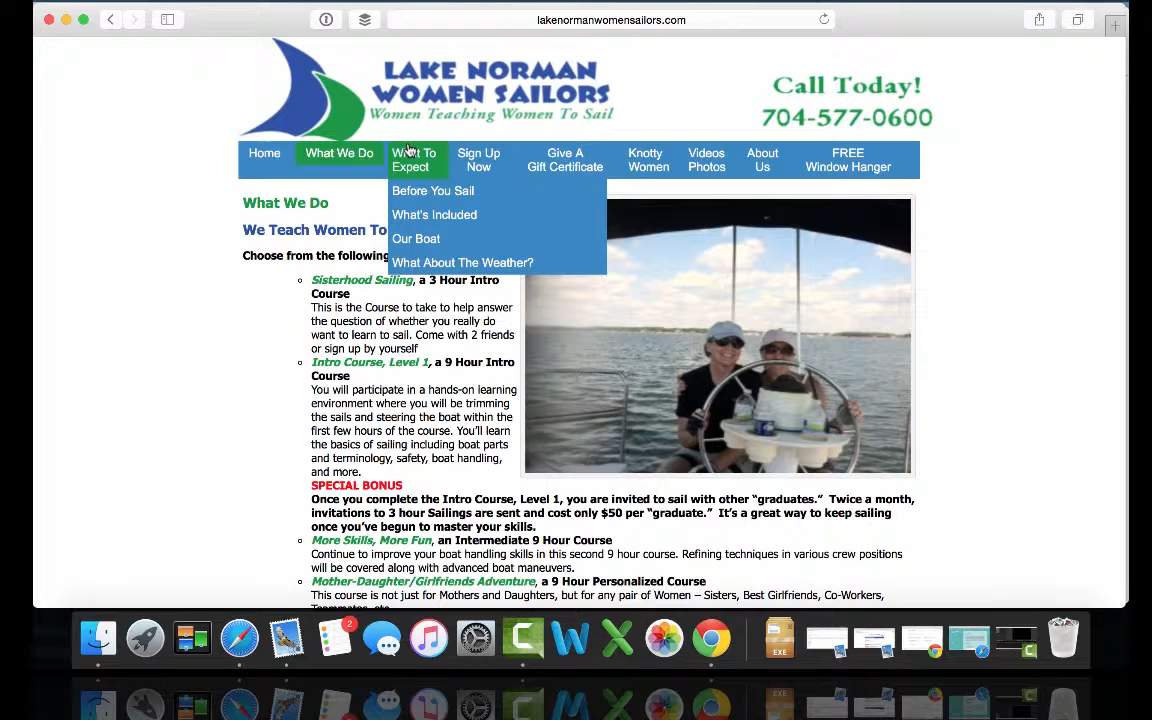 lakenormanwomensailors.com
LAKE NORMAN
WOMEN SAILORS
Women Teaching Women To Sail
Call Today!
704-577-0600
Home
What We Do
What To
Expect
Sign Up
Now
Give A
Gift Certificate
Knotty
Women
Videos
Photos
About
Us
FREE
Window Hanger
Before You Sail
What's Included
Our Boat
What About The Weather?
What We Do
We Teach Women To
Choose from the following
Sisterhood Sailing, a 3 Hour Intro
Course
This is the Course to take to help answer
the question of whether you really do
want to learn to sail. Come with 2 friends
or sign up by yourself
Intro Course, Level 1, a 9 Hour Intro
Course
You will participate in a hands-on learning
environment where you will be trimming
the sails and steering the boat within the
first few hours of the course. You'll learn
the basics of sailing including boat parts
and terminology, safety, boat handling,
and more.
SPECIAL BONUS
Once you complete the Intro Course, Level 1, you are invited to sail with other “graduates.” Twice a month,
invitations to 3 hour Sailings are sent and cost only $50 per “graduate.” It’s a great way to keep sailing
once you’ve begun to master your skills.
More Skills, More Fun, an Intermediate 9 Hour Course
Continue to improve your boat handling skills in this second 9 hour course. Refining techniques in various crew positions
will be covered along with advanced boat maneuvers.
Mother-Daughter/Girlfriends Adventure, a 9 Hour Personalized Course
This course is not just for Mothers and Daughters, but for any pair of Women – Sisters, Best Girlfriends, Co-Workers,
Teammates, etc
2
EXE